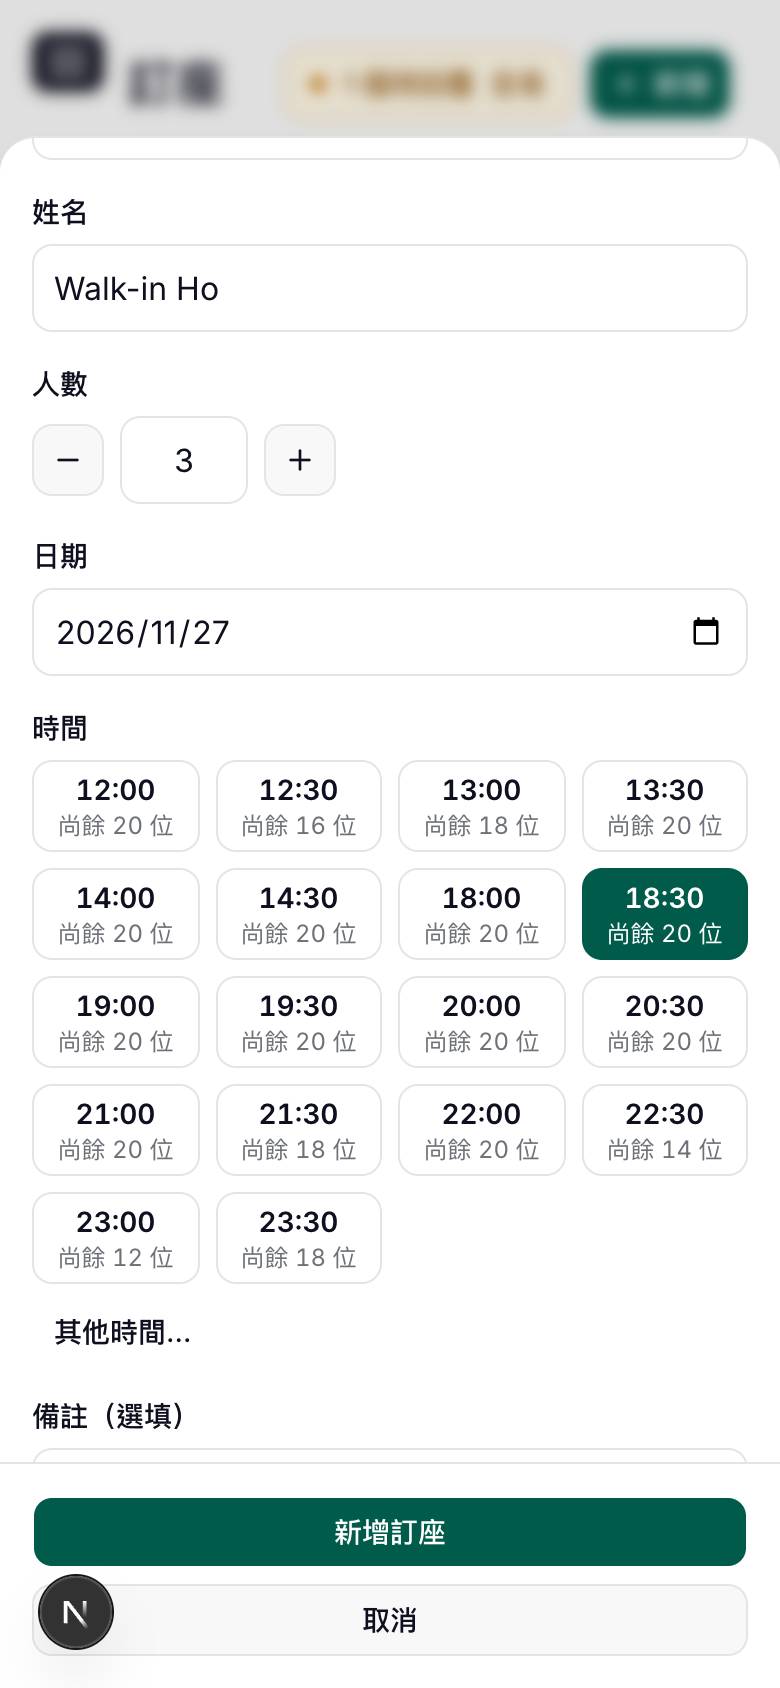 姓名
Walk-in Ho
人數
− 3 +
日期
2026/11/27
時間
12:00 12:30 13:00 13:30
尚餘 20 位 尚餘 16 位 尚餘 18 位 尚餘 20 位
14:00 14:30 18:00 18:30
尚餘 20 位 尚餘 20 位 尚餘 20 位 尚餘 20 位
19:00 19:30 20:00 20:30
尚餘 20 位 尚餘 20 位 尚餘 20 位 尚餘 20 位
21:00 21:30 22:00 22:30
尚餘 20 位 尚餘 18 位 尚餘 20 位 尚餘 14 位
23:00 23:30
尚餘 12 位 尚餘 18 位
其他時間...
備註（選填）
新增訂座
N
取消